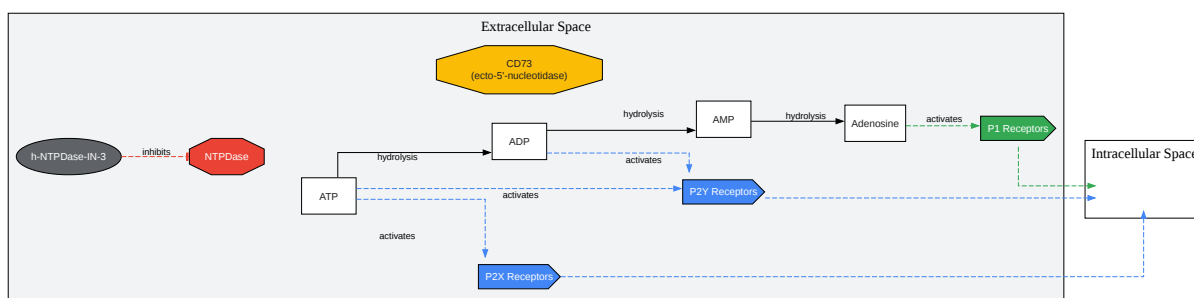 Extracellular Space
CD73
(ecto-5'-nucleotidase)
hydrolysis
AMP
hydrolysis
Adenosine
activates
P1 Receptors
ADP
h-NTPDase-IN-3
inhibits
NTPDase
hydrolysis
activates
Intracellular Space
ATP
activates
P2Y Receptors
activates
P2X Receptors